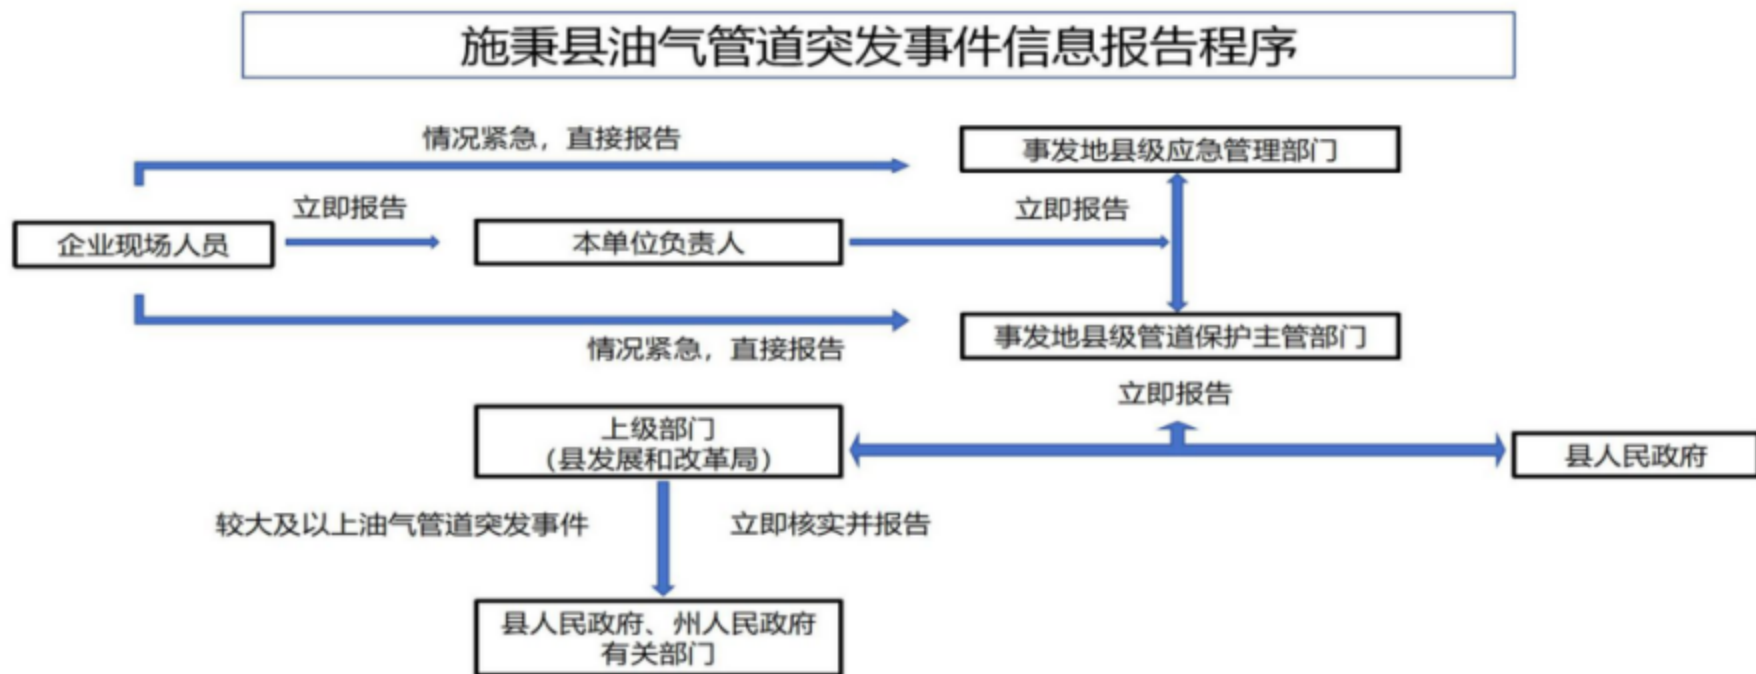 施秉县油气管道突发事件信息报告程序
情况紧急，直接报告
事发地县级应急管理部门
立即报告
立即报告
企业现场人员
本单位负责人
事发地县级管道保护主管部门
情况紧急，直接报告
立即报告
上级部门
（县发展和改革局）
县人民政府
较大及以上油气管道突发事件
立即核实并报告
县人民政府、州人民政府
有关部门